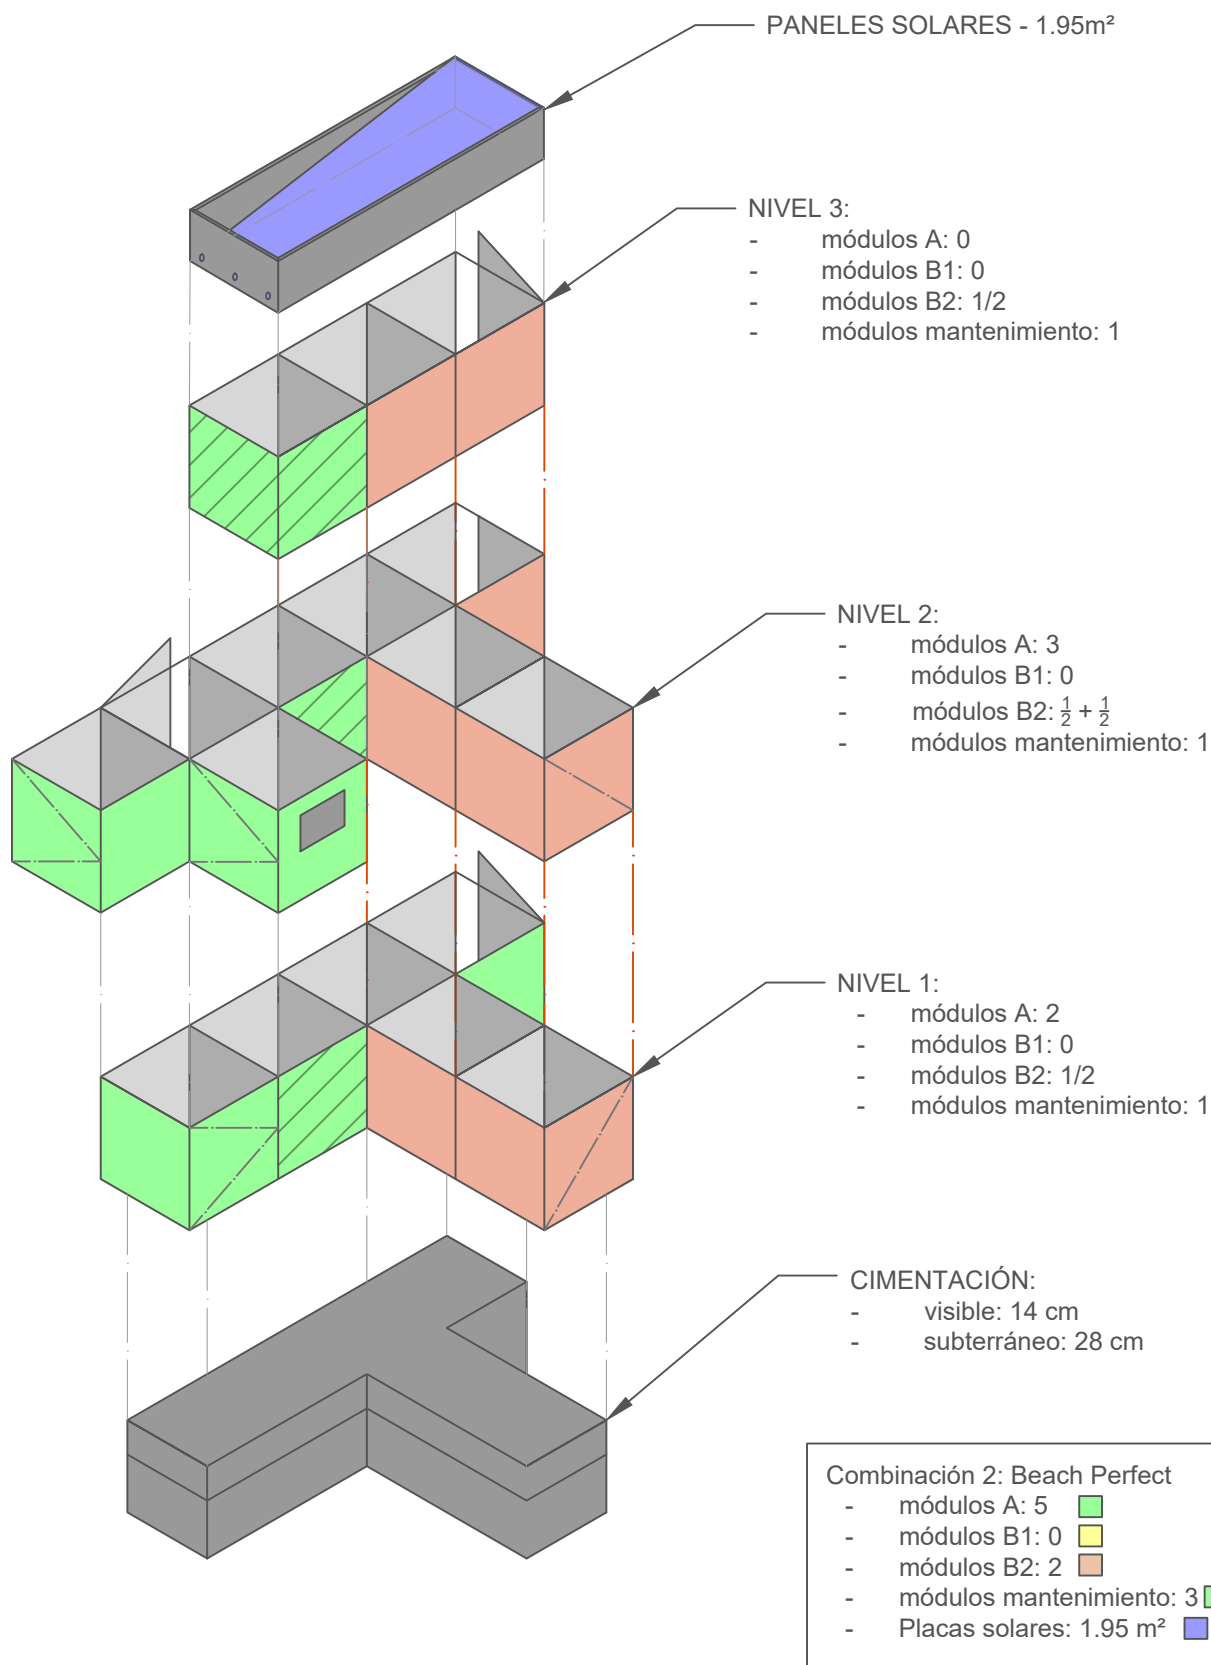 PANELES SOLARES - 1.95m²
NIVEL 3:
- módulos A: 0
- módulos B1: 0
- módulos B2: 1/2
- módulos mantenimiento: 1
NIVEL 2:
- módulos A: 3
- módulos B1: 0
- módulos B2: ½ + ½
- módulos mantenimiento: 1
NIVEL 1:
- módulos A: 2
- módulos B1: 0
- módulos B2: 1/2
- módulos mantenimiento: 1
CIMENTACIÓN:
- visible: 14 cm
- subterráneo: 28 cm
Combinación 2: Beach Perfect
- módulos A: 5
- módulos B1: 0
- módulos B2: 2
- módulos mantenimiento: 3
- Placas solares: 1.95 m²